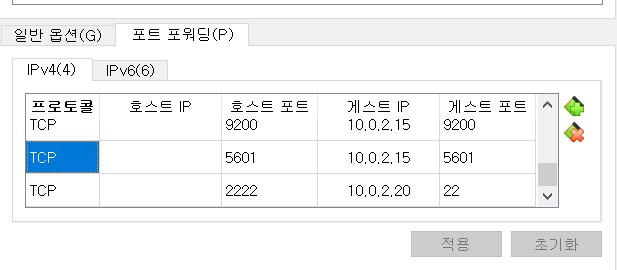 일반 옵션(G) 포트 포워딩(P)
IPv4(4) IPv6(6)
프로토콜 호스트 IP 호스트 포트 게스트 IP 게스트 포트
TCP 9200 10.0.2.15 9200
TCP 5601 10.0.2.15 5601
TCP 2222 10.0.2.20 22
적용 초기화